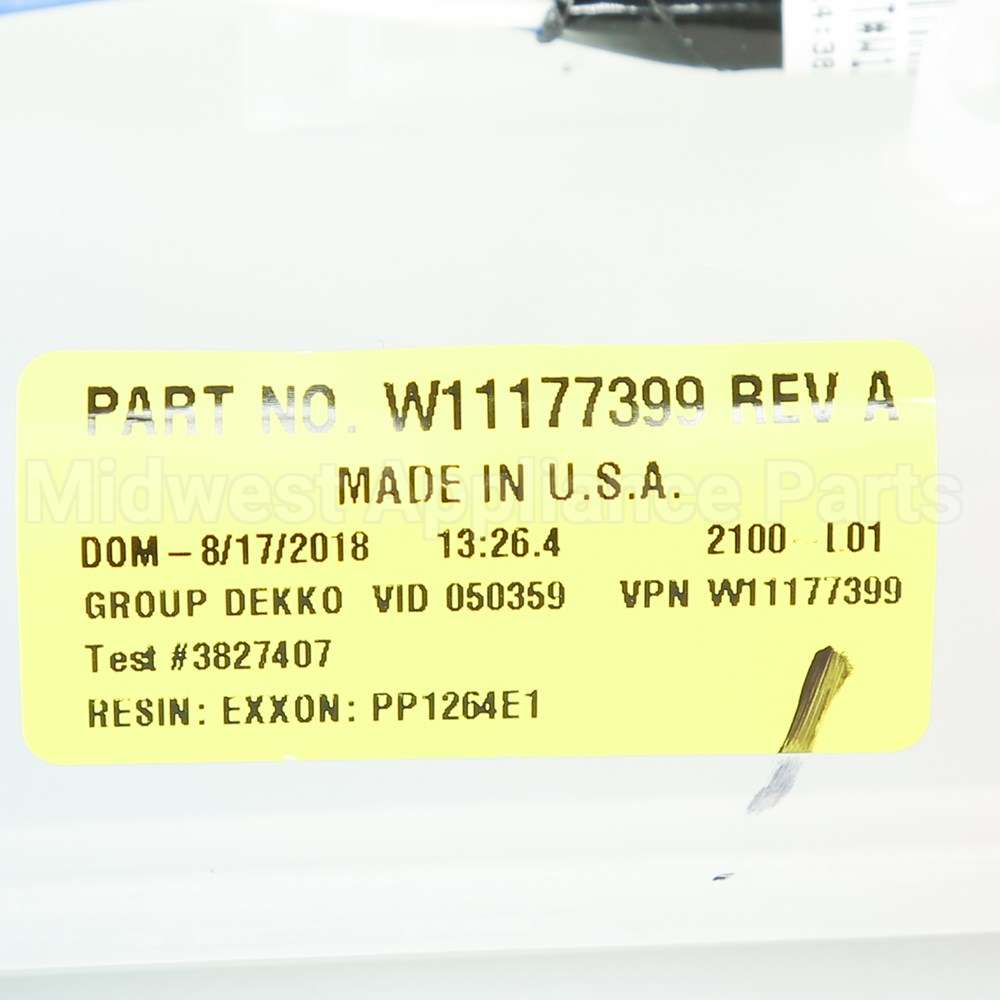 PART NO. W11177399 REV A
MADE IN U.S.A.
Midwest Appliance Parts
DOM – 8/17/2018 13:26.4 2100 L01
GROUP DEKKO VID 050359 VPN W11177399
Test #3827407
RESIN: EXXON: PP1264E1